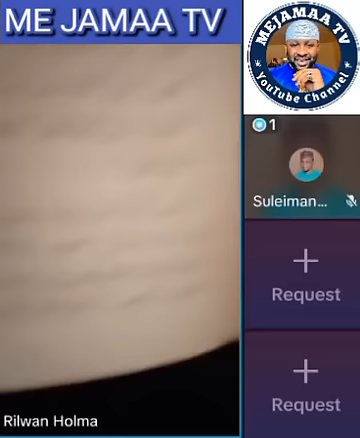 ME JAMAA TV
MEJAMAA TV
YouTube Channel
1
Suleiman...
Request
Request
Rilwan Holma